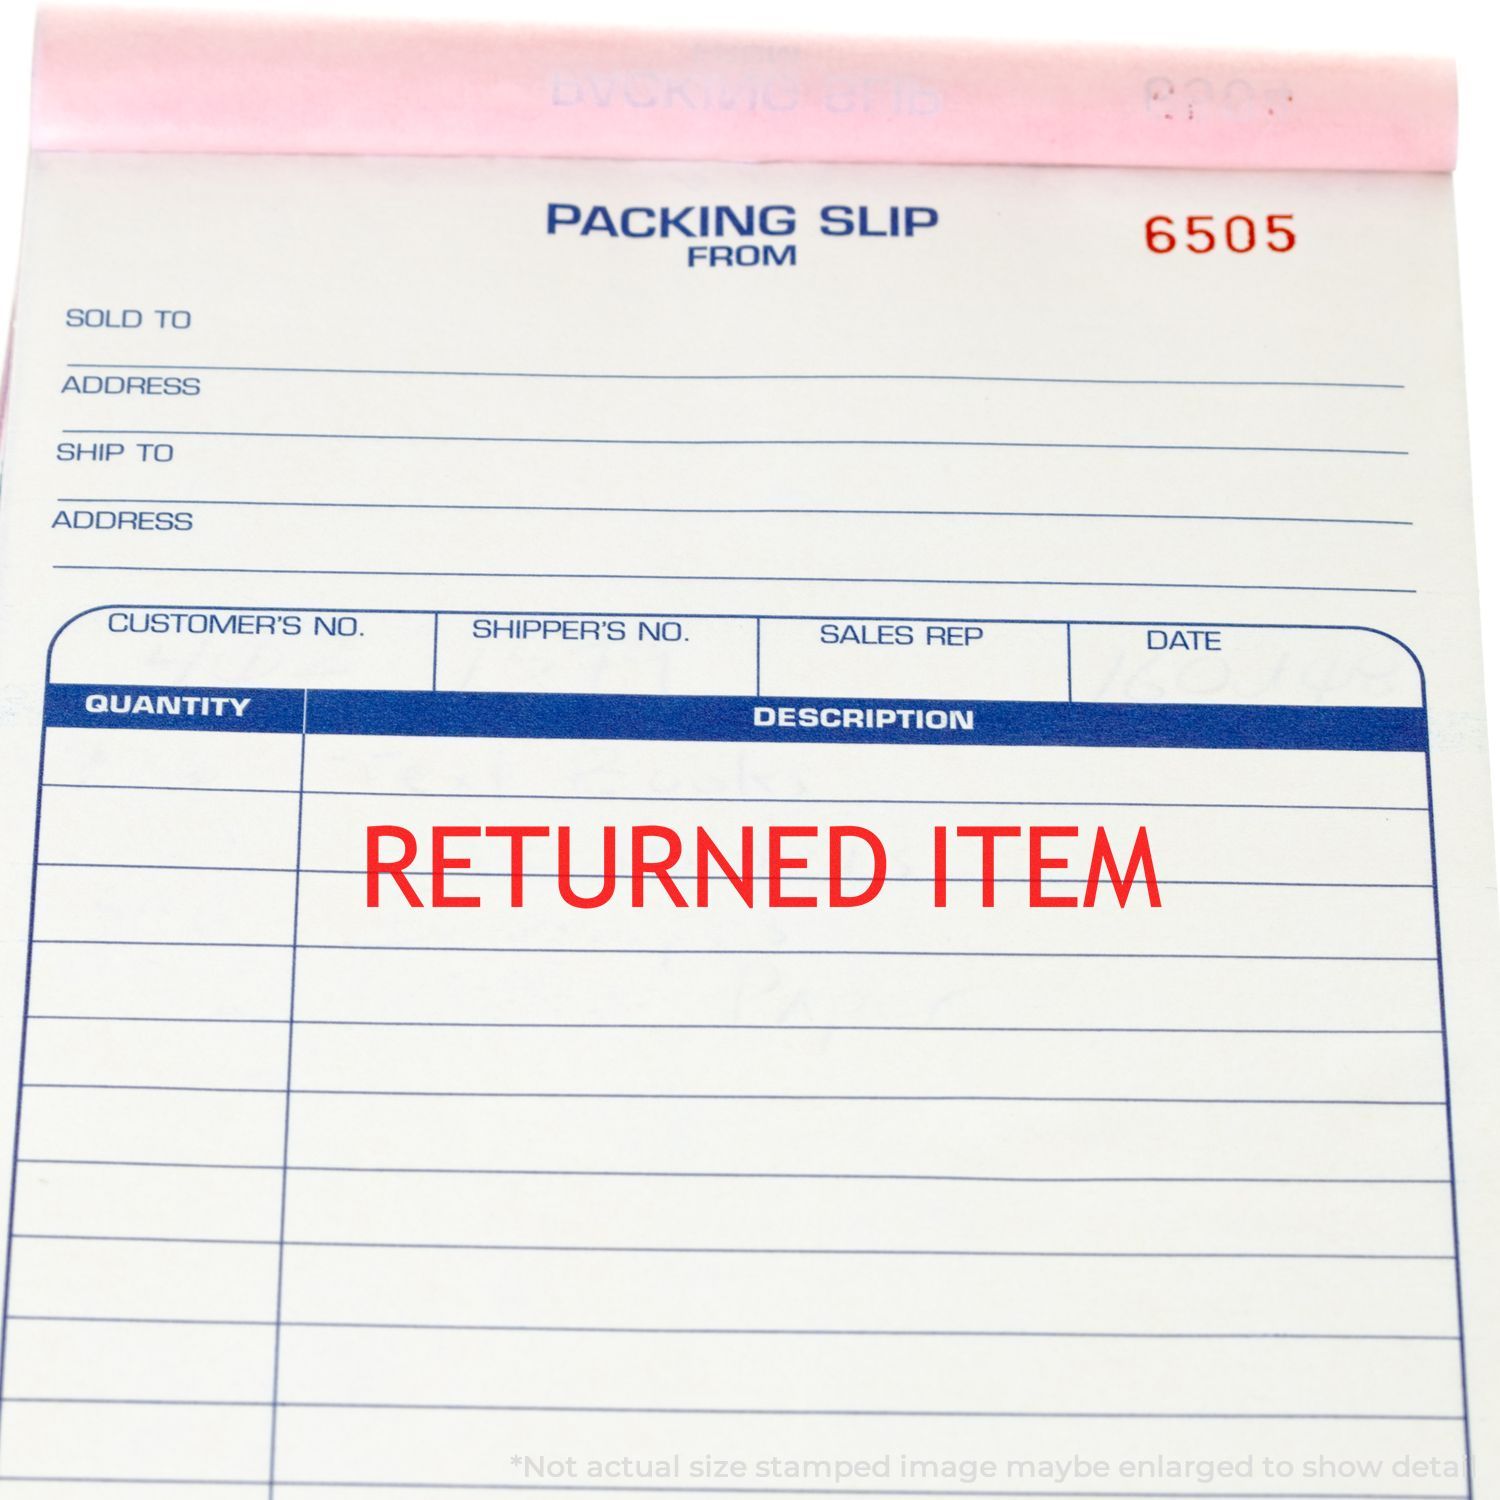 PACKING SLIP
FROM
6505
SOLD TO
ADDRESS
SHIP TO
ADDRESS
CUSTOMER'S NO. SHIPPER'S NO. SALES REP DATE
QUANTITY DESCRIPTION
RETURNED ITEM
*Not actual size stamped image maybe enlarged to show detail